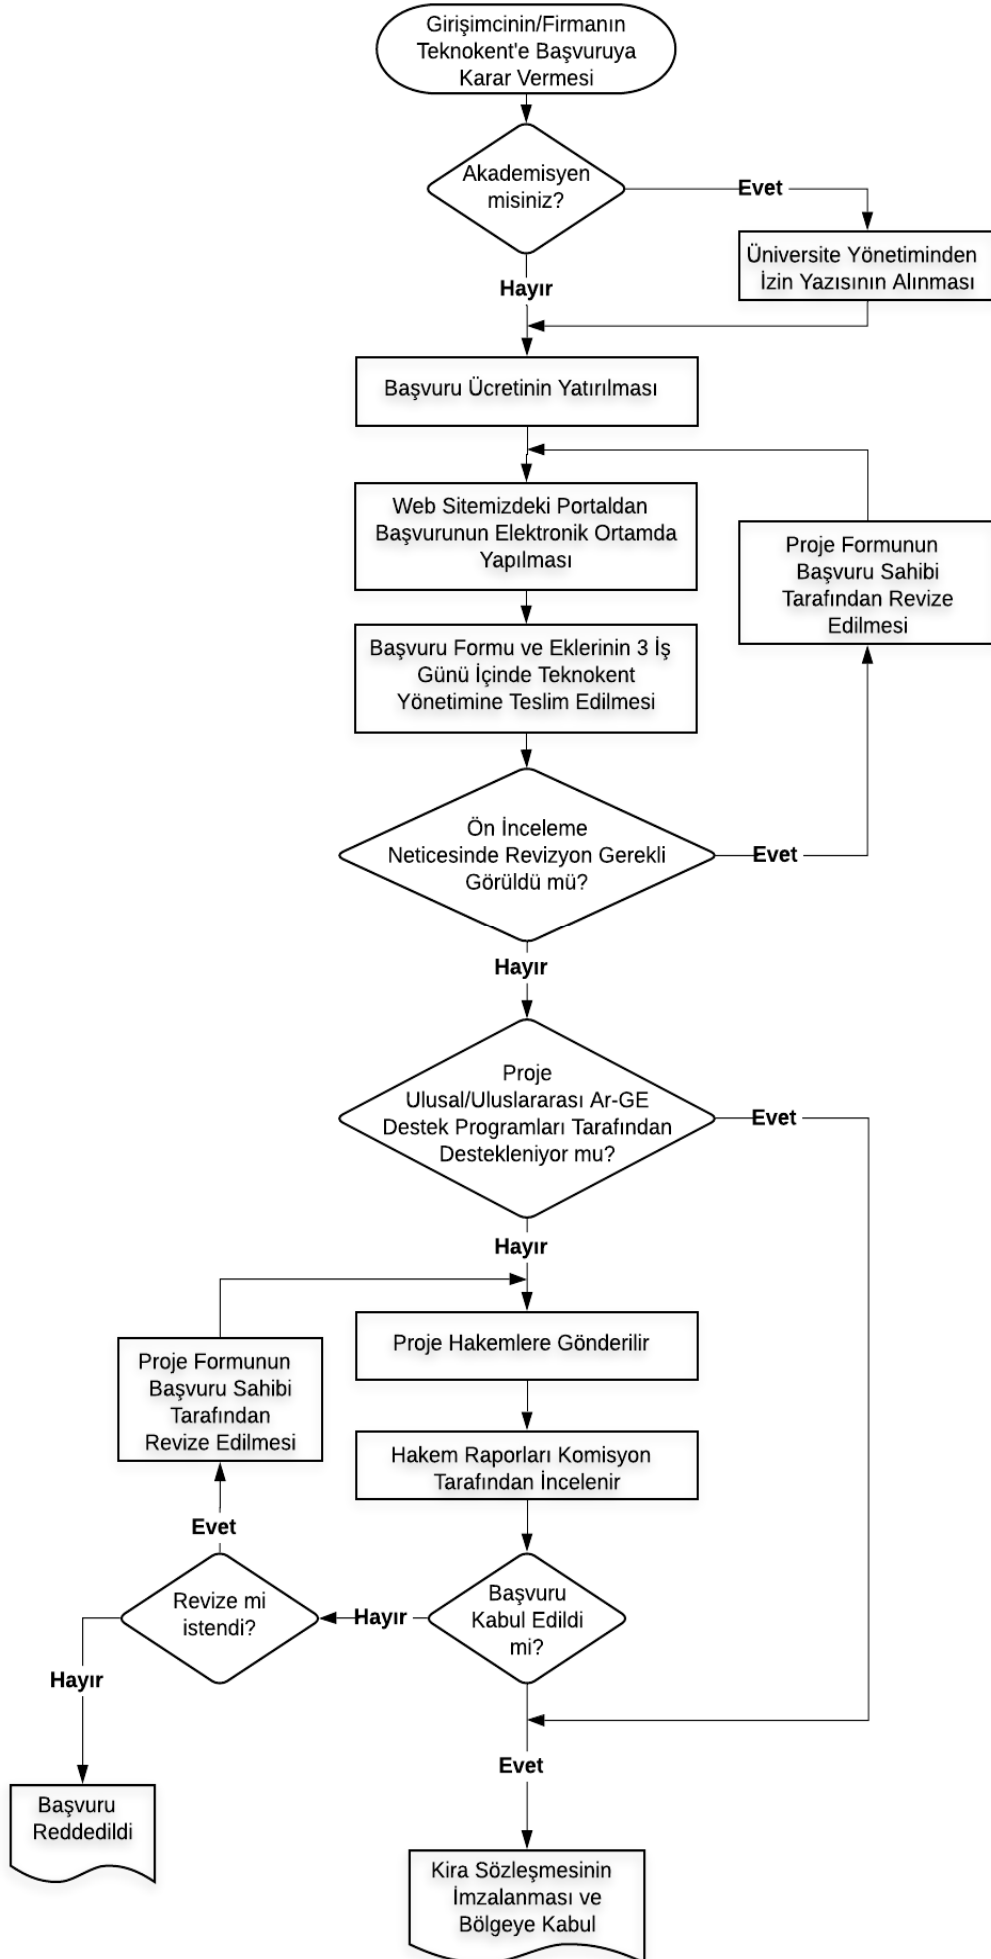 Girişimcinin/Firmanın
Teknokent'e Başvuruya
Karar Vermesi
Akademisyen
misiniz?
Evet
Üniversite Yönetiminden
İzin Yazısının Alınması
Hayır
Başvuru Ücretinin Yatırılması
Web Sitemizdeki Portaldan
Başvurunun Elektronik Ortamda
Yapılması
Proje Formunun
Başvuru Sahibi
Tarafından Revize
Edilmesi
Başvuru Formu ve Eklerinin 3 İş
Günü İçinde Teknokent
Yönetimine Teslim Edilmesi
Ön İnceleme
Neticesinde Revizyon Gerekli
Görüldü mü?
Evet
Hayır
Proje
Ulusal/Uluslararası Ar-GE
Destek Programları Tarafından
Destekleniyor mu?
Evet
Hayır
Proje Hakemlere Gönderilir
Proje Formunun
Başvuru Sahibi
Tarafından
Revize Edilmesi
Hakem Raporları Komisyon
Tarafından İncelenir
Evet
Başvuru
Kabul Edildi
mi?
Hayır
Revize mi
istendi?
Hayır
Evet
Başvuru
Reddedildi
Kira Sözleşmesinin
İmzalanması ve
Bölgeye Kabul